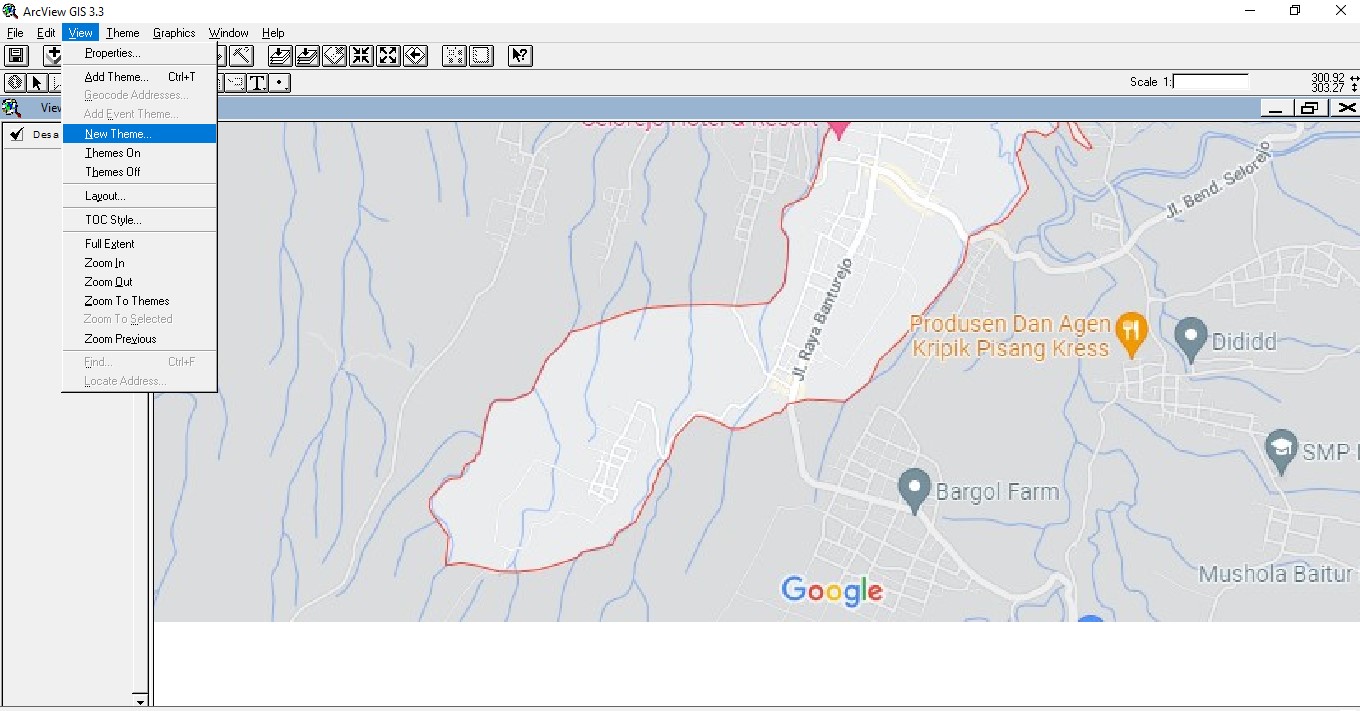 ArcView GIS 3.3
File Edit View Theme Graphics Window Help
Properties...
Add Theme... Ctrl+T
Geocode Addresses...
Add Event Theme...
New Theme...
Themes On
Themes Off
Layout...
TOC Style...
Full Extent
Zoom In
Zoom Out
Zoom To Themes
Zoom To Selected
Zoom Previous
Find... Ctrl+F
Locate Address...
Scale 1:
300.92
303.27
View
Desa
Selorejo Hotel & Resort
Jl. Bend. Selorejo
Jl. Raya Banturejo
Produsen Dan Agen
Kripik Pisang Kress
Dididd
SMP
Bargol Farm
Mushola Baitur
Google